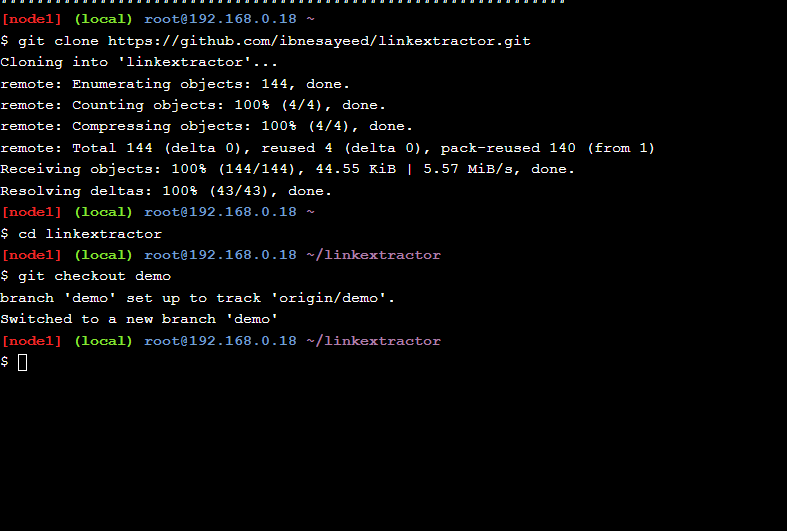 [node1] (local) root@192.168.0.18 ~
$ git clone https://github.com/ibnesayeed/linkextractor.git
Cloning into 'linkextractor'...
remote: Enumerating objects: 144, done.
remote: Counting objects: 100% (4/4), done.
remote: Compressing objects: 100% (4/4), done.
remote: Total 144 (delta 0), reused 4 (delta 0), pack-reused 140 (from 1)
Receiving objects: 100% (144/144), 44.55 KiB | 5.57 MiB/s, done.
Resolving deltas: 100% (43/43), done.
[node1] (local) root@192.168.0.18 ~
$ cd linkextractor
[node1] (local) root@192.168.0.18 ~/linkextractor
$ git checkout demo
branch 'demo' set up to track 'origin/demo'.
Switched to a new branch 'demo'
[node1] (local) root@192.168.0.18 ~/linkextractor
$